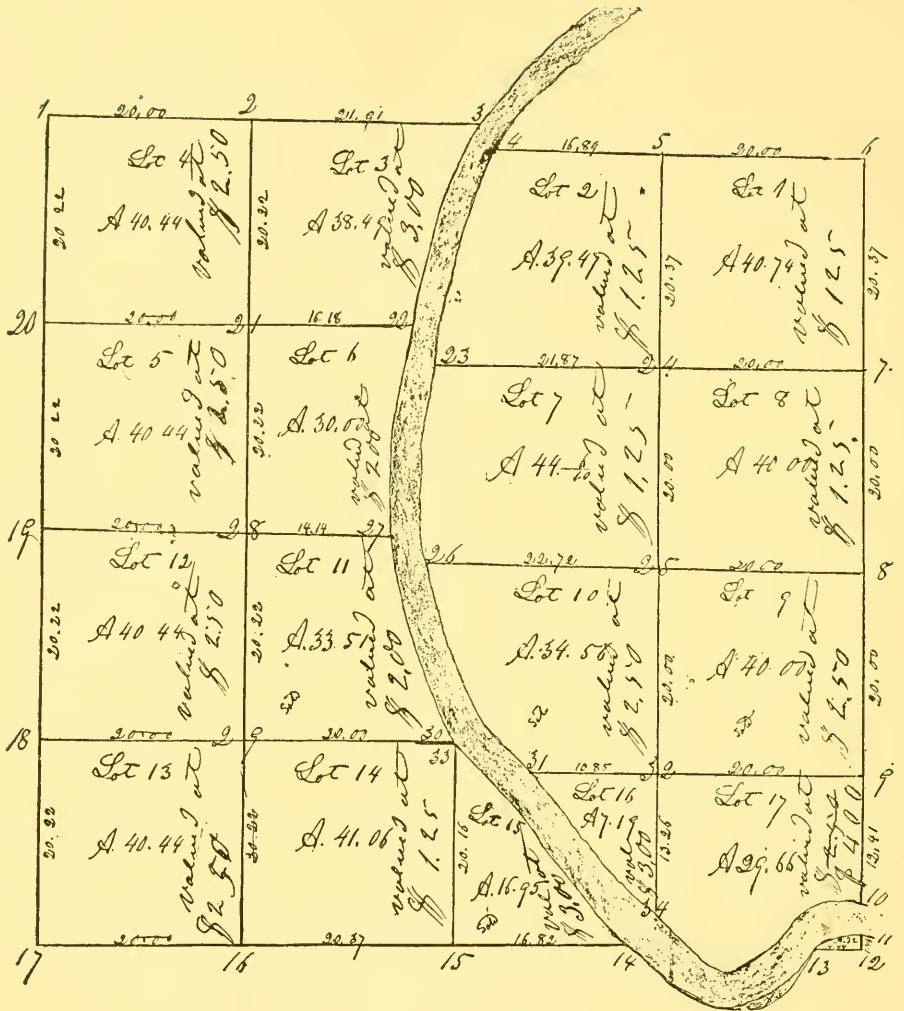 1 20.00 2 21.91 3
4 16.89 5 20.00 6
Lot 4
A 40.44
valued at
$2.50
20.22
20.22
Lot 3
A 38.49
valued at
$3.00
Lot 2
A. 39.47
valued at
$1.25
20.37
Lot 1
A 40.74
valued at
$1.25
20.37
20 20.00 21 16.18 22
23 21.87 24 20.00 7.
Lot 5
A. 40 44
valued at
$2.50
20.22
20.22
Lot 6
A. 30.00
valued at
$2.00
Lot 7
A 44.
valued at
$1.25
20.00
Lot 8
A 40 00
valued at
$1.25.
20.00
19 20.00 28 14.14 27
26 22.72 25 20.00 8
Lot 12
A 40 44
valued at
$2.50
20.22
20.22
Lot 11
A. 33.51
valued at
$2.00
Sd
Lot 10
A. 34.58
valued at
$2.50
20.00
Sd
Lot 9
A 40 00
valued at
$2.50
20.00
Sd
18 20.00 29 20.00 30
33
31 10.85 32 20.00 9.
Lot 13
A. 40.44
valued at
$2.50
20.22
20.22
Lot 14
A. 41.06
valued at
$1.25
20.16
Lot 15
A. 16.95
valued at
$3.00
Sd
Lot 16
A 7.19
$3.00
13.26
34
Lot 17
A 29.66
valued at
$4.00
12.41
10
11
17 20.00 16 20.37 15 16.82 14 13 12